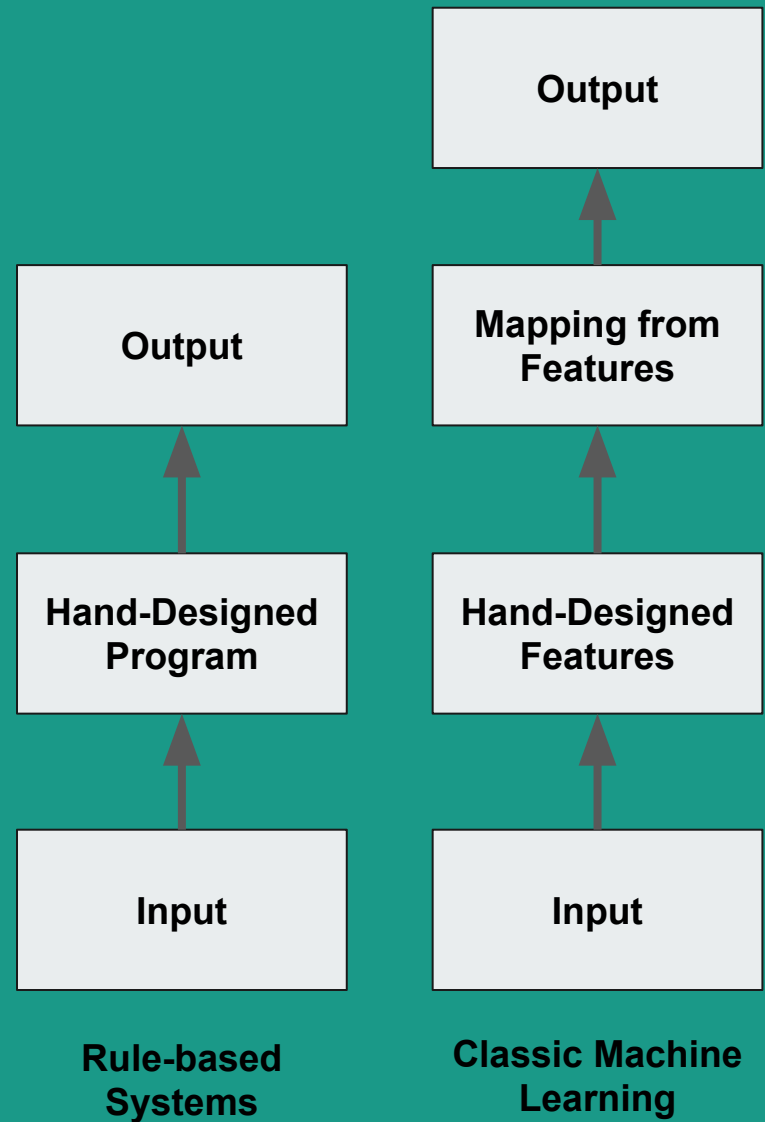 Output
Hand-Designed
Program
Input
Rule-based
Systems
Output
Mapping from
Features
Hand-Designed
Features
Input
Classic Machine
Learning